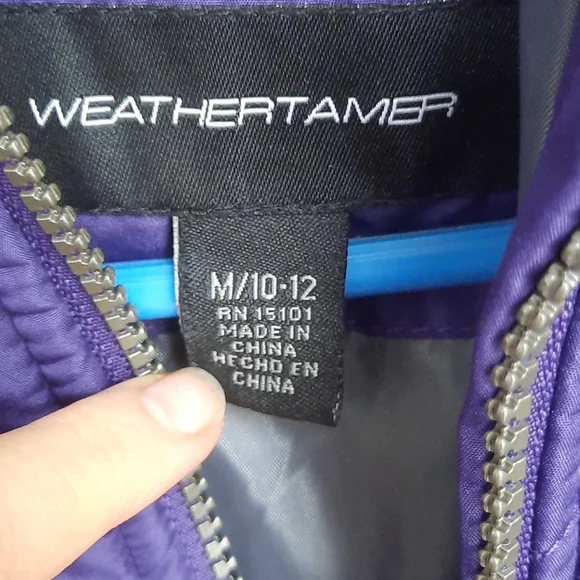 WEATHERTAMER
M/10-12
RN 15101
MADE IN
CHINA
HECHO EN
CHINA